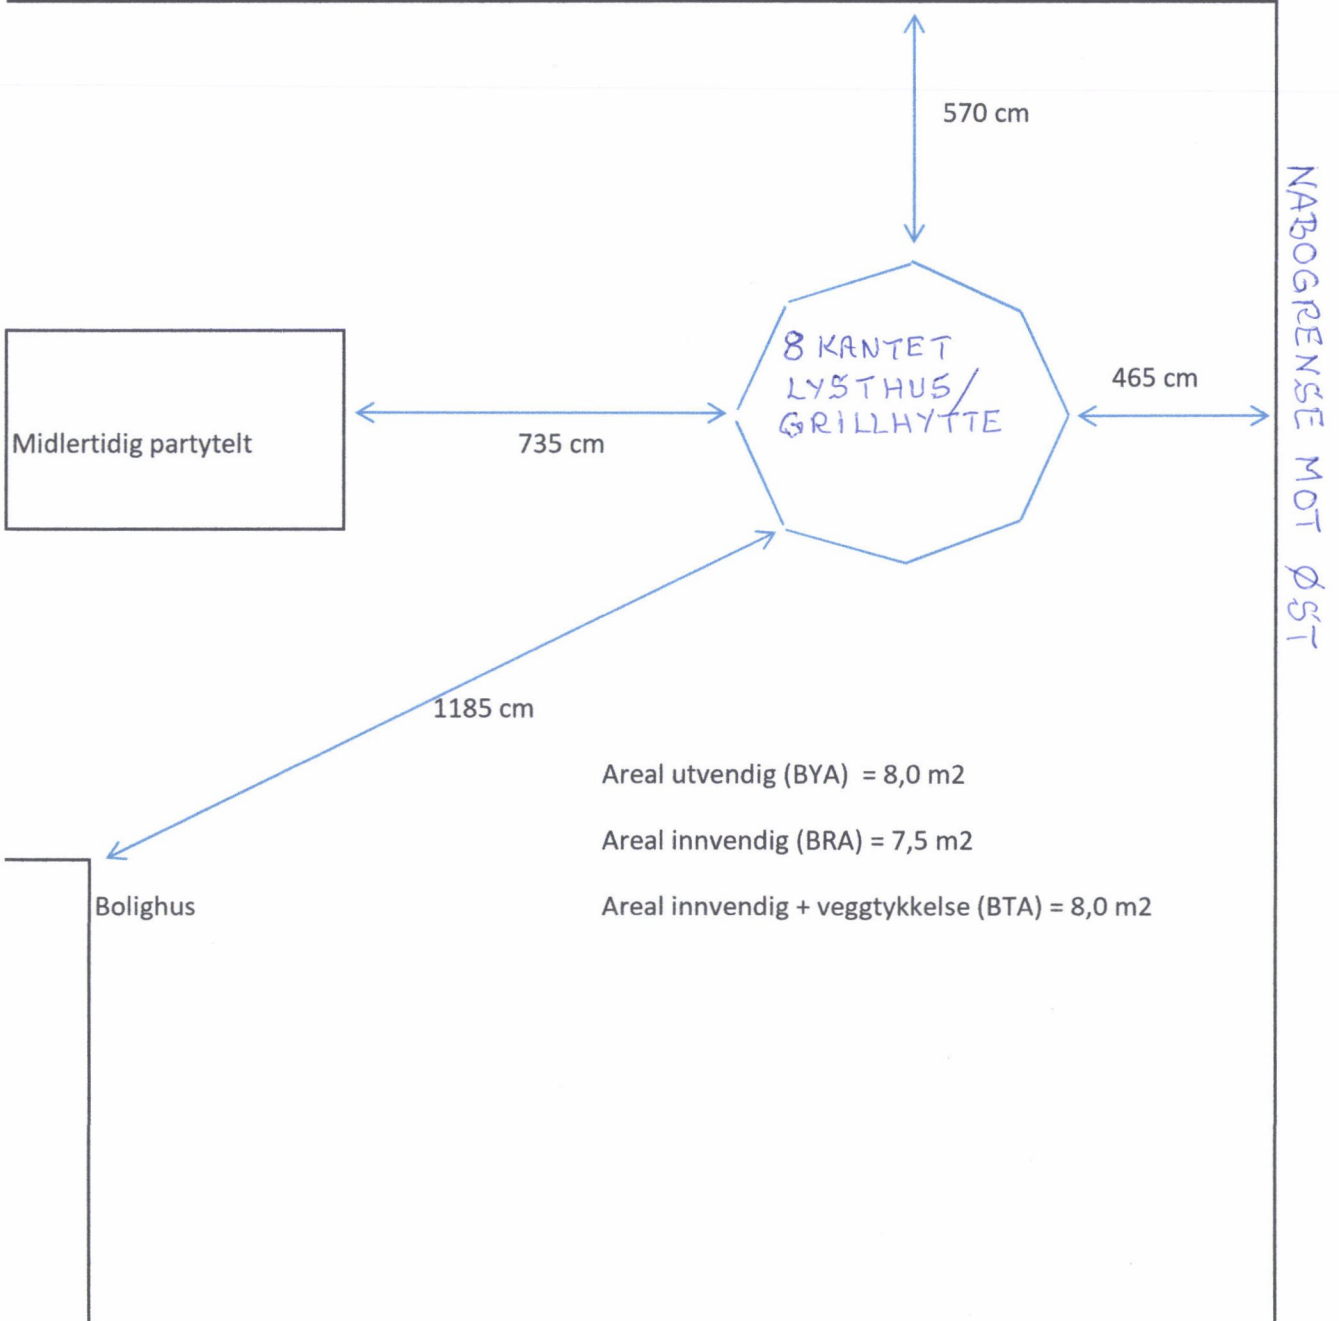 570 cm
NABOGRENSE MOT ØST
8 KANTET
LYSTHUS/
GRILLHYTTE
465 cm
Midlertidig partytelt
735 cm
1185 cm
Areal utvendig (BYA) = 8,0 m2
Areal innvendig (BRA) = 7,5 m2
Bolighus
Areal innvendig + veggtykkelse (BTA) = 8,0 m2